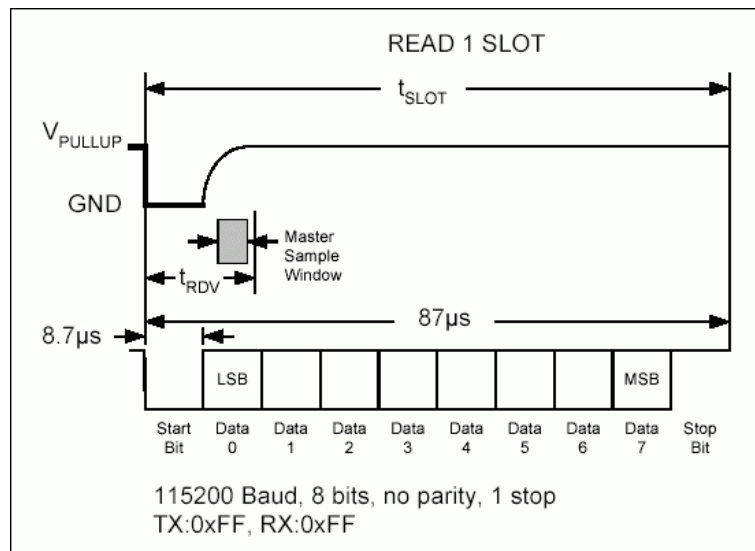 READ 1 SLOT
tSLOT
VPULLUP
GND
Master
Sample
Window
tRDV
8.7µs
87µs
LSB
MSB
Start Bit
Data 0
Data 1
Data 2
Data 3
Data 4
Data 5
Data 6
Data 7
Stop Bit
115200 Baud, 8 bits, no parity, 1 stop
TX:0xFF, RX:0xFF